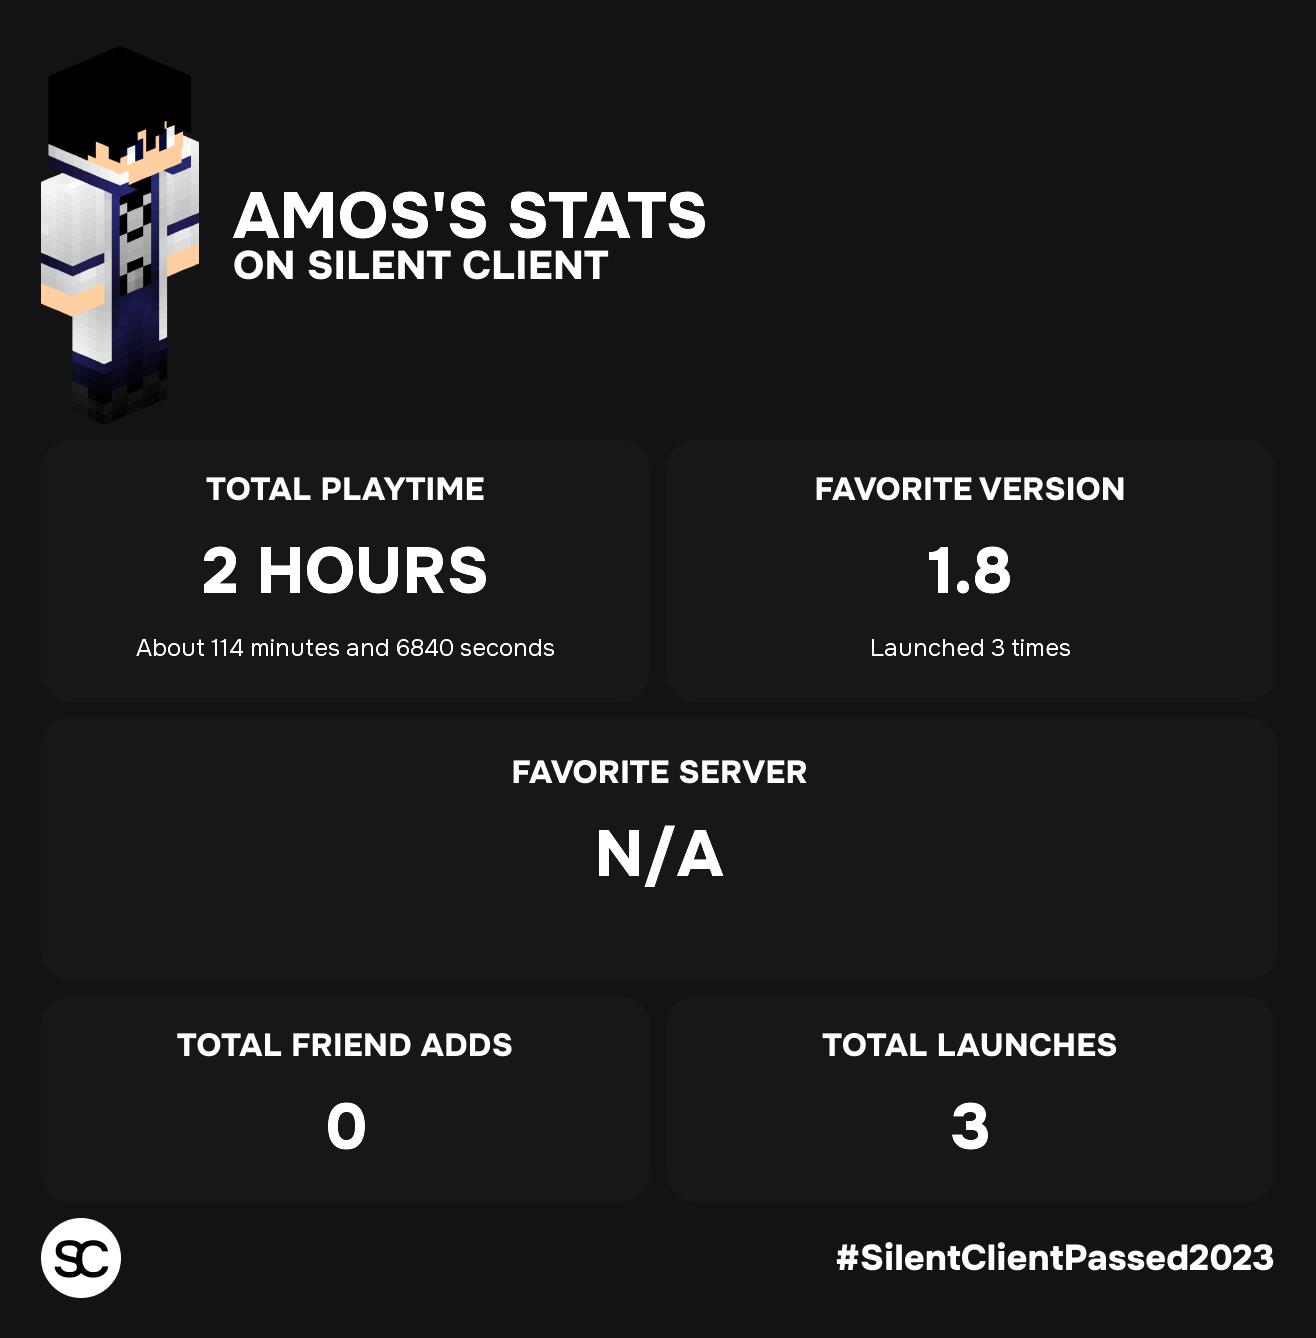 AMOS'S STATS
ON SILENT CLIENT
TOTAL PLAYTIME
2 HOURS
About 114 minutes and 6840 seconds
FAVORITE VERSION
1.8
Launched 3 times
FAVORITE SERVER
N/A
TOTAL FRIEND ADDS
0
TOTAL LAUNCHES
3
SC
#SilentClientPassed2023